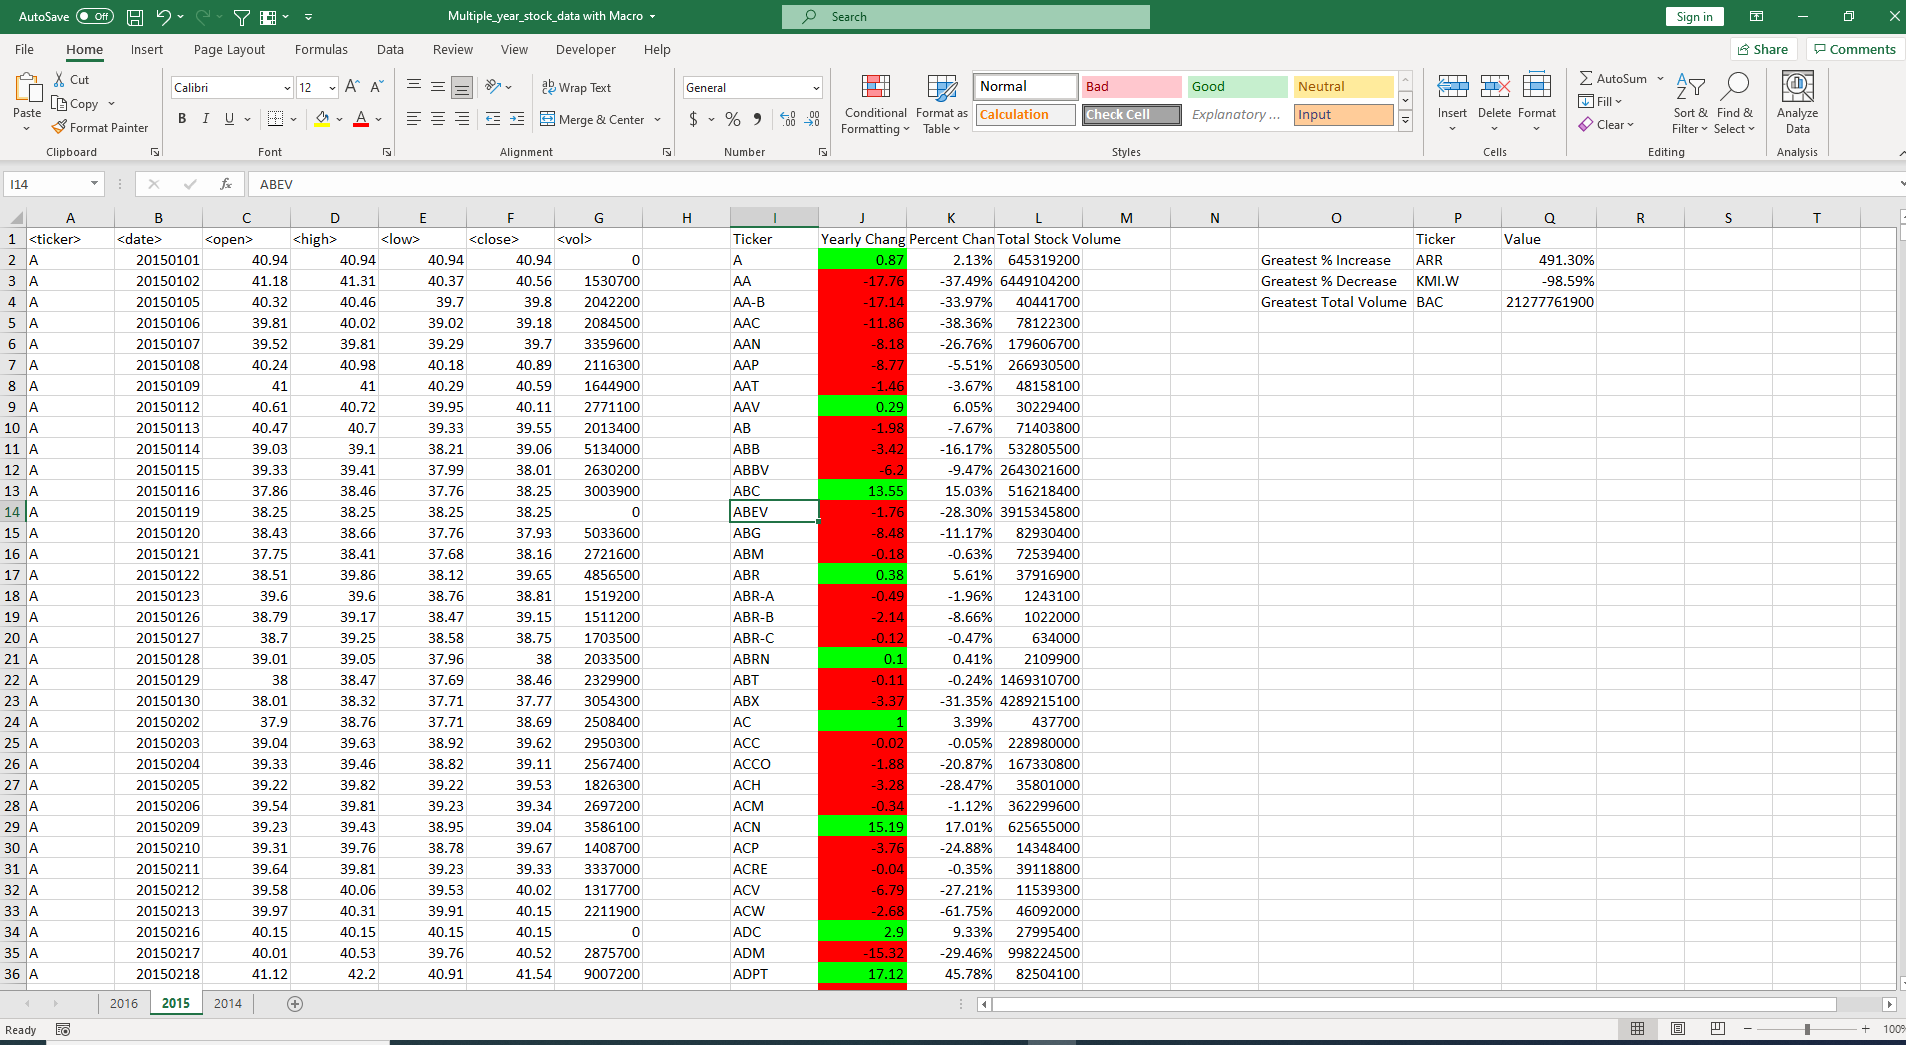 AutoSave Off Multiple_year_stock_data with Macro Search Sign in
File Home Insert Page Layout Formulas Data Review View Developer Help Share Comments
Paste Cut Copy Format Painter Clipboard
Calibri 12 B I U A A A Font
Wrap Text Merge & Center Alignment
General $ % Number
Conditional Formatting Format as Table
Normal Bad Good Neutral
Calculation Check Cell Explanatory ... Input
Styles
Insert Delete Format Cells
AutoSum Fill Clear Sort & Filter Find & Select Editing
Analyze Data Analysis
I14 fx ABEV
A B C D E F G H I J K L M N O P Q R S T
1 <ticker> <date> <open> <high> <low> <close> <vol> Ticker Yearly Chang Percent Chan Total Stock Volume Ticker Value
2 A 20150101 40.94 40.94 40.94 40.94 0 A 0.87 2.13% 645319200 Greatest % Increase ARR 491.30%
3 A 20150102 41.18 41.31 40.37 40.56 1530700 AA -17.76 -37.49% 6449104200 Greatest % Decrease KMI.W -98.59%
4 A 20150105 40.32 40.46 39.7 39.8 2042200 AA-B -17.14 -33.97% 40441700 Greatest Total Volume BAC 21277761900
5 A 20150106 39.81 40.02 39.02 39.18 2084500 AAC -11.86 -38.36% 78122300
6 A 20150107 39.52 39.81 39.29 39.7 3359600 AAN -8.18 -26.76% 179606700
7 A 20150108 40.24 40.98 40.18 40.89 2116300 AAP -8.77 -5.51% 266930500
8 A 20150109 41 41 40.29 40.59 1644900 AAT -1.46 -3.67% 48158100
9 A 20150112 40.61 40.72 39.95 40.11 2771100 AAV 0.29 6.05% 30229400
10 A 20150113 40.47 40.7 39.33 39.55 2013400 AB -1.98 -7.67% 71403800
11 A 20150114 39.03 39.1 38.21 39.06 5134000 ABB -3.42 -16.17% 532805500
12 A 20150115 39.33 39.41 37.99 38.01 2630200 ABBV -6.2 -9.47% 2643021600
13 A 20150116 37.86 38.46 37.76 38.25 3003900 ABC 13.55 15.03% 516218400
14 A 20150119 38.25 38.25 38.25 38.25 0 ABEV -1.76 -28.30% 3915345800
15 A 20150120 38.43 38.66 37.76 37.93 5033600 ABG -8.48 -11.17% 82930400
16 A 20150121 37.75 38.41 37.68 38.16 2721600 ABM -0.18 -0.63% 72539400
17 A 20150122 38.51 39.86 38.12 39.65 4856500 ABR 0.38 5.61% 37916900
18 A 20150123 39.6 39.6 38.76 38.81 1519200 ABR-A -0.49 -1.96% 1243100
19 A 20150126 38.79 39.17 38.47 39.15 1511200 ABR-B -2.14 -8.66% 1022000
20 A 20150127 38.7 39.25 38.58 38.75 1703500 ABR-C -0.12 -0.47% 634000
21 A 20150128 39.01 39.05 37.96 38 2033500 ABRN 0.1 0.41% 2109900
22 A 20150129 38 38.47 37.69 38.46 2329900 ABT -0.11 -0.24% 1469310700
23 A 20150130 38.01 38.32 37.71 37.77 3054300 ABX -3.37 -31.35% 4289215100
24 A 20150202 37.9 38.76 37.71 38.69 2508400 AC 1 3.39% 437700
25 A 20150203 39.04 39.63 38.92 39.62 2950300 ACC -0.02 -0.05% 228980000
26 A 20150204 39.33 39.46 38.82 39.11 2567400 ACCO -1.88 -20.87% 167330800
27 A 20150205 39.22 39.82 39.22 39.53 1826300 ACH -3.28 -28.47% 35801000
28 A 20150206 39.54 39.81 39.23 39.34 2697200 ACM -0.34 -1.12% 362299600
29 A 20150209 39.23 39.43 38.95 39.04 3586100 ACN 15.19 17.01% 625655000
30 A 20150210 39.31 39.76 38.78 39.67 1408700 ACP -3.76 -24.88% 14348400
31 A 20150211 39.64 39.81 39.23 39.33 3337000 ACRE -0.04 -0.35% 39118800
32 A 20150212 39.58 40.06 39.53 40.02 1317700 ACV -6.79 -27.21% 11539300
33 A 20150213 39.97 40.31 39.91 40.15 2211900 ACW -2.68 -61.75% 46092000
34 A 20150216 40.15 40.15 40.15 40.15 0 ADC 2.9 9.33% 27995400
35 A 20150217 40.01 40.53 39.76 40.52 2875700 ADM -15.32 -29.46% 998224500
36 A 20150218 41.12 42.2 40.91 41.54 9007200 ADPT 17.12 45.78% 82504100
2016 2015 2014
Ready 100%